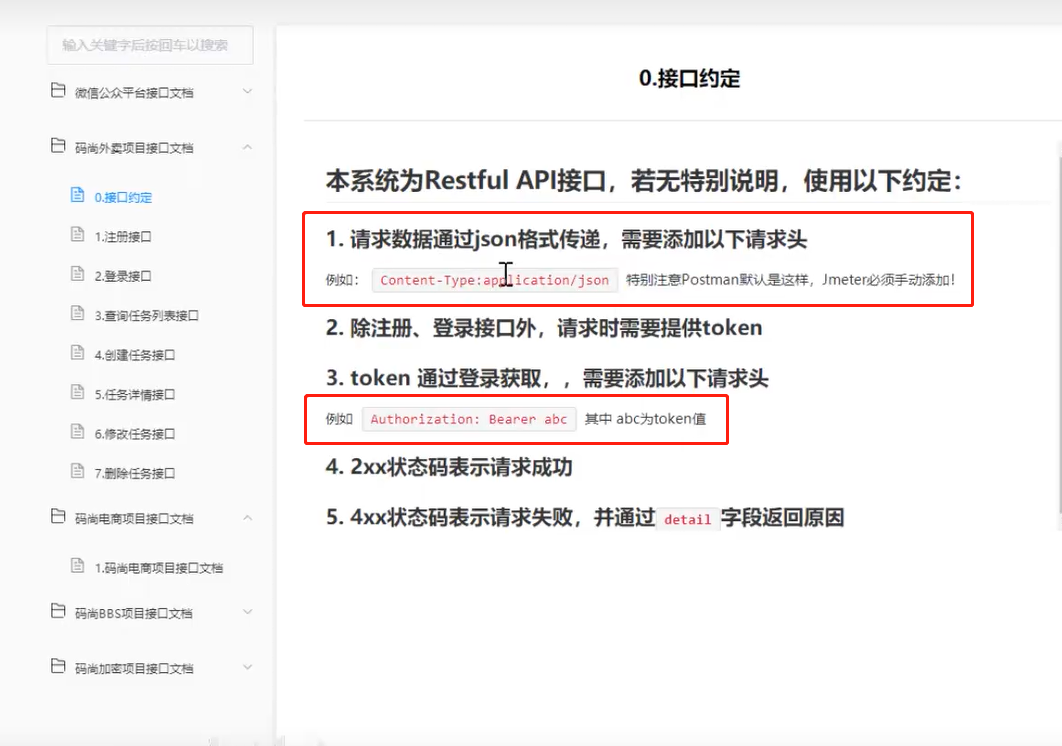 输入关键字后按回车以搜索
微信公众平台接口文档
码尚外卖项目接口文档
0.接口约定
1.注册接口
2.登录接口
3.查询任务列表接口
4.创建任务接口
5.任务详情接口
6.修改任务接口
7.删除任务接口
码尚电商项目接口文档
1.码尚电商项目接口文档
码尚BBS项目接口文档
码尚加密项目接口文档
0.接口约定
本系统为Restful API接口，若无特别说明，使用以下约定：
1. 请求数据通过json格式传递，需要添加以下请求头
例如： Content-Type:application/json 特别注意Postman默认是这样，Jmeter必须手动添加！
2. 除注册、登录接口外，请求时需要提供token
3. token 通过登录获取，，需要添加以下请求头
例如 Authorization: Bearer abc 其中 abc为token值
4. 2xx状态码表示请求成功
5. 4xx状态码表示请求失败，并通过 detail 字段返回原因